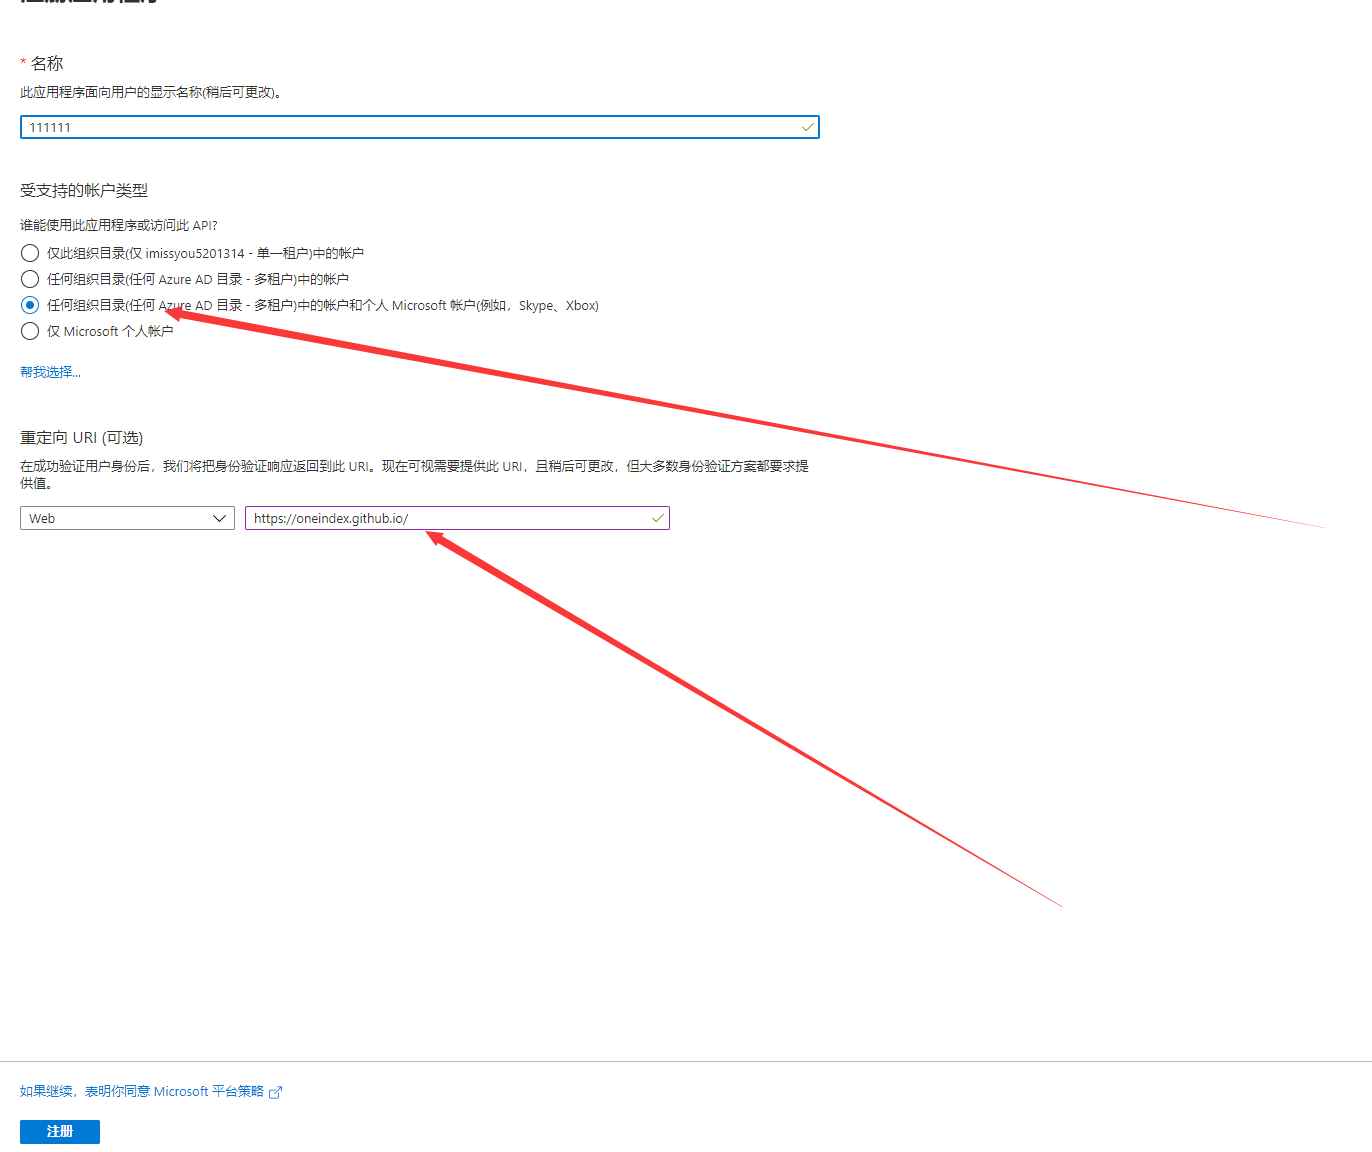 * 名称
此应用程序面向用户的显示名称(稍后可更改)。
111111
受支持的帐户类型
谁能使用此应用程序或访问此 API?
仅此组织目录(仅 imissyou5201314 - 单一租户)中的帐户
任何组织目录(任何 Azure AD 目录 - 多租户)中的帐户
任何组织目录(任何 Azure AD 目录 - 多租户)中的帐户和个人 Microsoft 帐户(例如，Skype、Xbox)
仅 Microsoft 个人帐户
帮我选择...
重定向 URI (可选)
在成功验证用户身份后，我们将把身份验证响应返回到此 URI。现在可视需要提供此 URI，且稍后可更改，但大多数身份验证方案都要求提
供值。
Web
https://oneindex.github.io/
如果继续，表明你同意 Microsoft 平台策略
注册